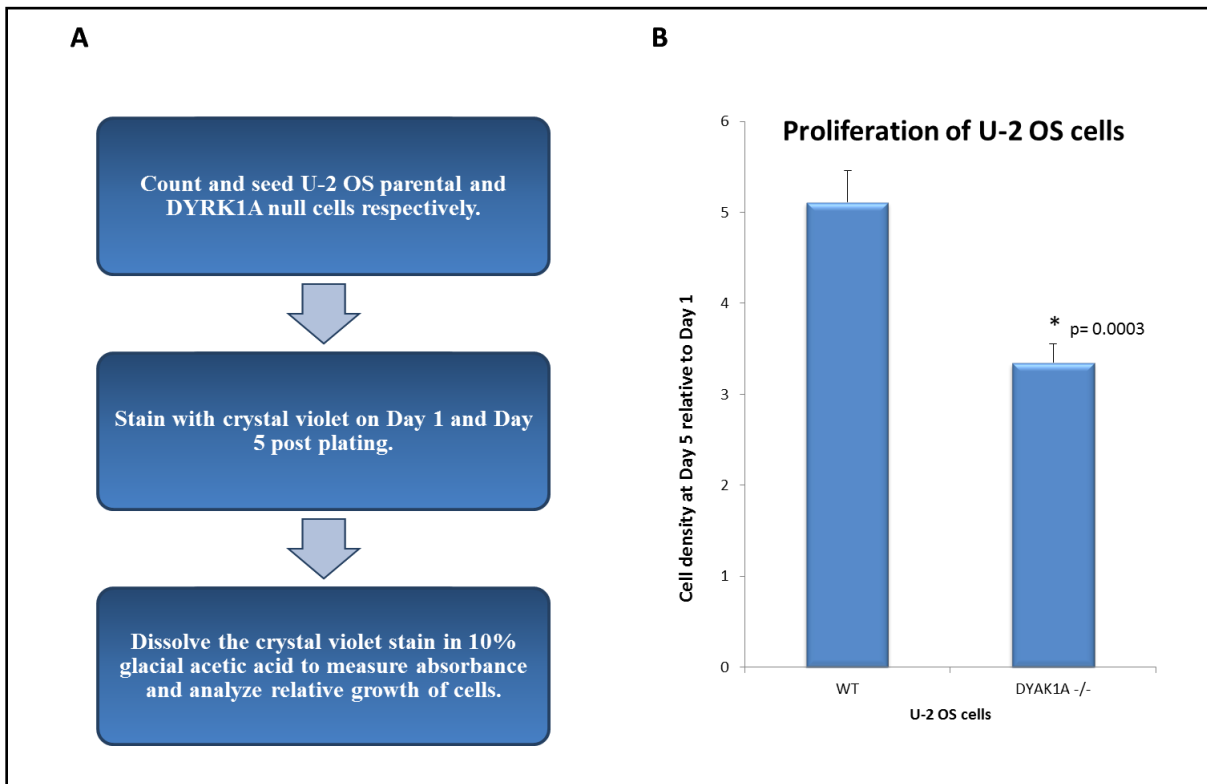 A
Count and seed U-2 OS parental and
DYRK1A null cells respectively.
Stain with crystal violet on Day 1 and Day
5 post plating.
Dissolve the crystal violet stain in 10%
glacial acetic acid to measure absorbance
and analyze relative growth of cells.
B
Proliferation of U-2 OS cells
Cell density at Day 5 relative to Day 1
6
5
4
3
2
1
0
*
p= 0.0003
WT
DYAK1A -/-
U-2 OS cells